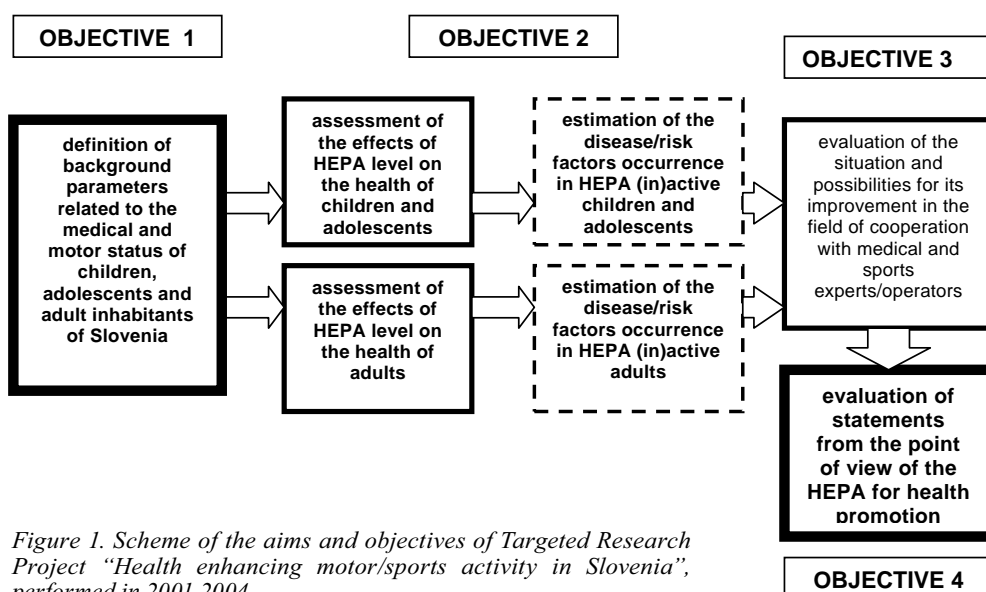 OBJECTIVE 1
OBJECTIVE 2
OBJECTIVE 3
definition of
background
parameters
related to the
medical and
motor status of
children,
adolescents and
adult inhabitants
of Slovenia
assessment of
the effects of
HEPA level on
the health of
children and
adolescents
estimation of the
disease/risk
factors occurrence
in HEPA (in)active
children and
adolescents
assessment of
the effects of
HEPA level on
the health of
adults
estimation of the
disease/risk
factors occurrence
in HEPA (in)active
adults
evaluation of the
situation and
possibilities for its
improvement in the
field of cooperation
with medical and
sports
experts/operators
evaluation of
statements
from the point
of view of the
HEPA for health
promotion
OBJECTIVE 4
Figure 1. Scheme of the aims and objectives of Targeted Research
Project “Health enhancing motor/sports activity in Slovenia”,
performed in 2001-2004